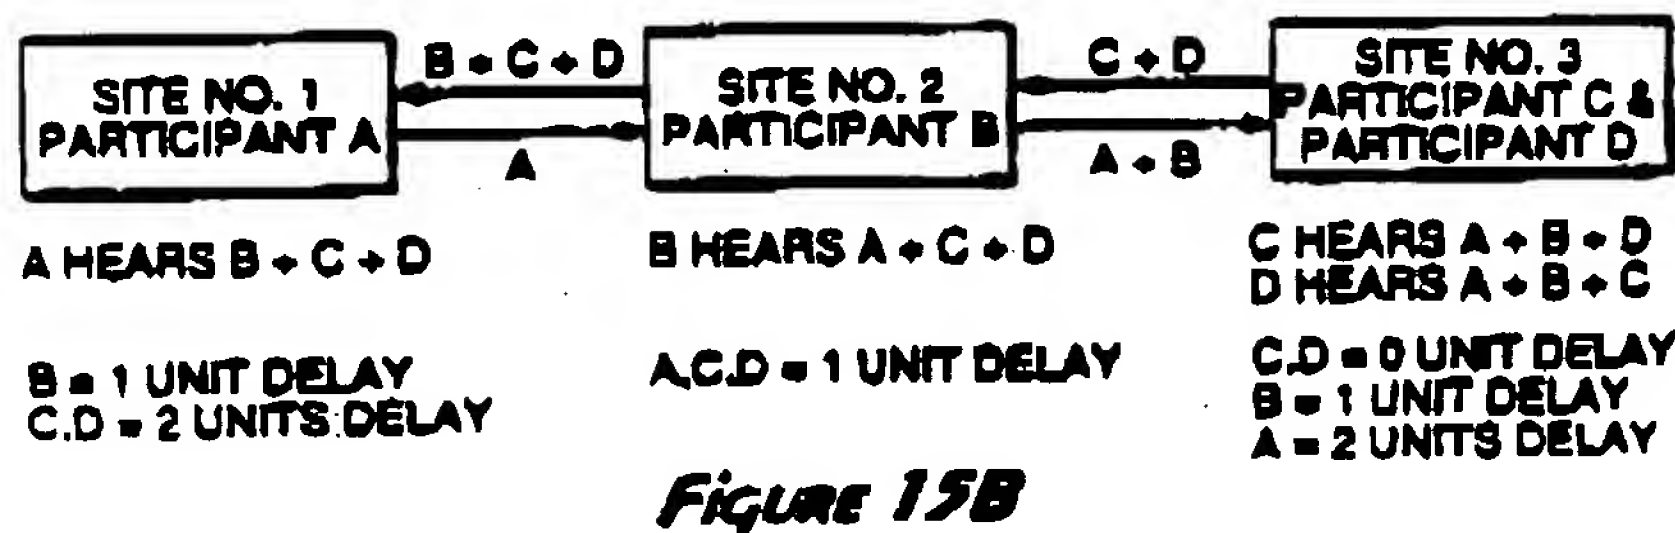 SITE NO. 1
PARTICIPANT A
B + C + D
A
SITE NO. 2
PARTICIPANT B
C + D
A + B
SITE NO. 3
PARTICIPANT C &
PARTICIPANT D
A HEARS B + C + D
B HEARS A + C + D
C HEARS A + B + D
D HEARS A + B + C
B = 1 UNIT DELAY
C.D = 2 UNITS DELAY
A.C.D = 1 UNIT DELAY
C.D = 0 UNIT DELAY
B = 1 UNIT DELAY
A = 2 UNITS DELAY
FIGURE 15B